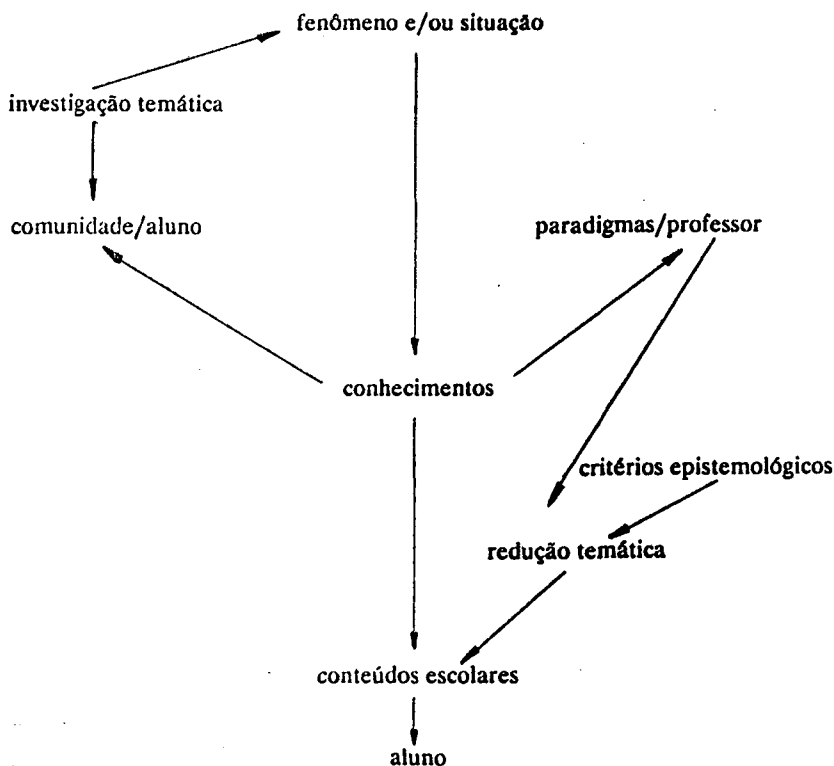 fenômeno e/ou situação
investigação temática
comunidade/aluno
paradigmas/professor
conhecimentos
critérios epistemológicos
redução temática
conteúdos escolares
aluno